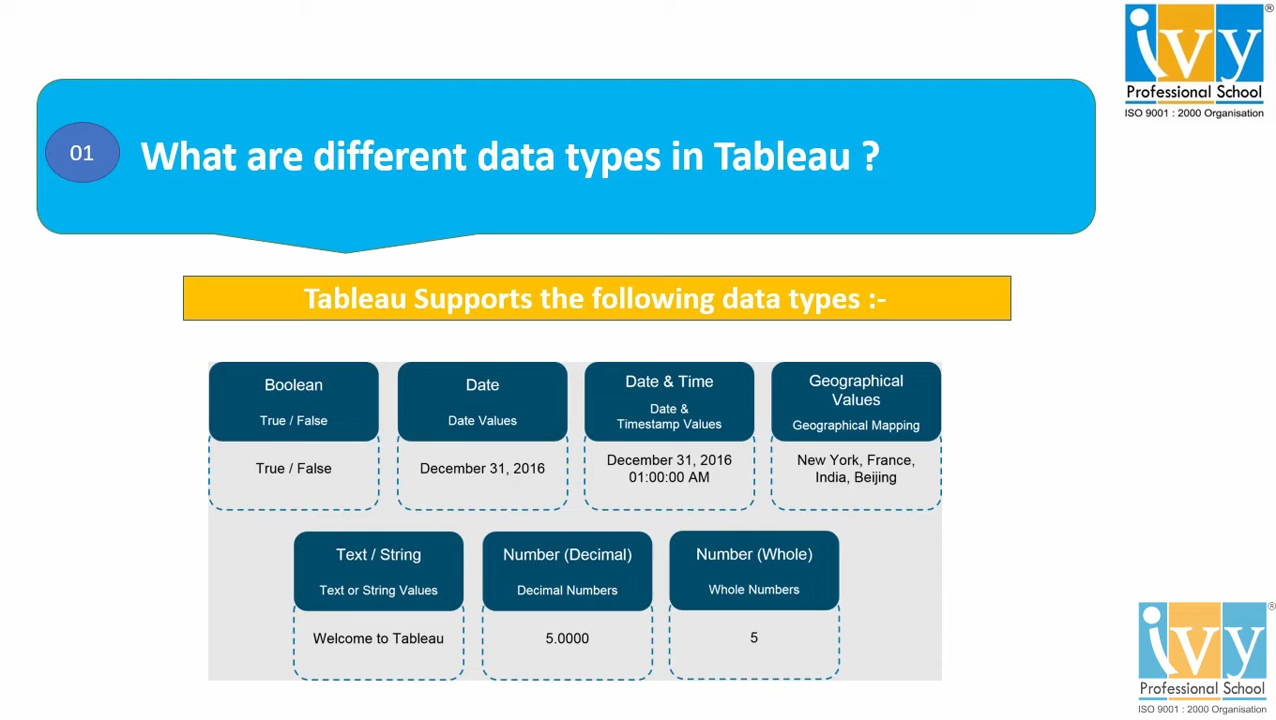 ivy
®
Professional School
ISO 9001 : 2000 Organisation
01
What are different data types in Tableau ?
Tableau Supports the following data types :-
Boolean
True / False
True / False
Date
Date Values
December 31, 2016
Date & Time
Date &
Timestamp Values
December 31, 2016
01:00:00 AM
Geographical
Values
Geographical Mapping
New York, France,
India, Beijing
Text / String
Text or String Values
Welcome to Tableau
Number (Decimal)
Decimal Numbers
5.0000
Number (Whole)
Whole Numbers
5
ivy
®
Professional School
ISO 9001 : 2000 Organisation